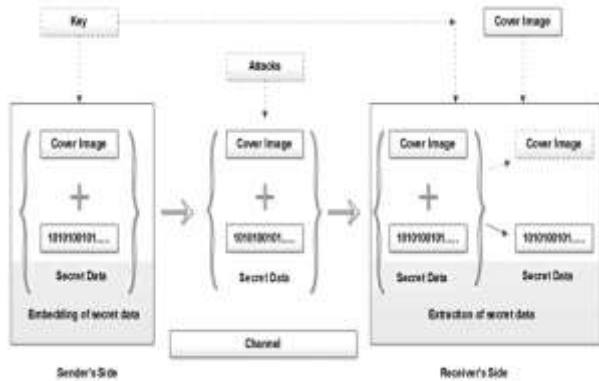 Key
Cover Image
Attacks
Cover Image
Cover Image
Cover Image
Cover Image
1010100101.....
1010100101.....
1010100101.....
1010100101.....
Secret Data
Secret Data
Secret Data
Secret Data
Embedding of secret data
Extraction of secret data
Channel
Sender's Side
Receiver's Side